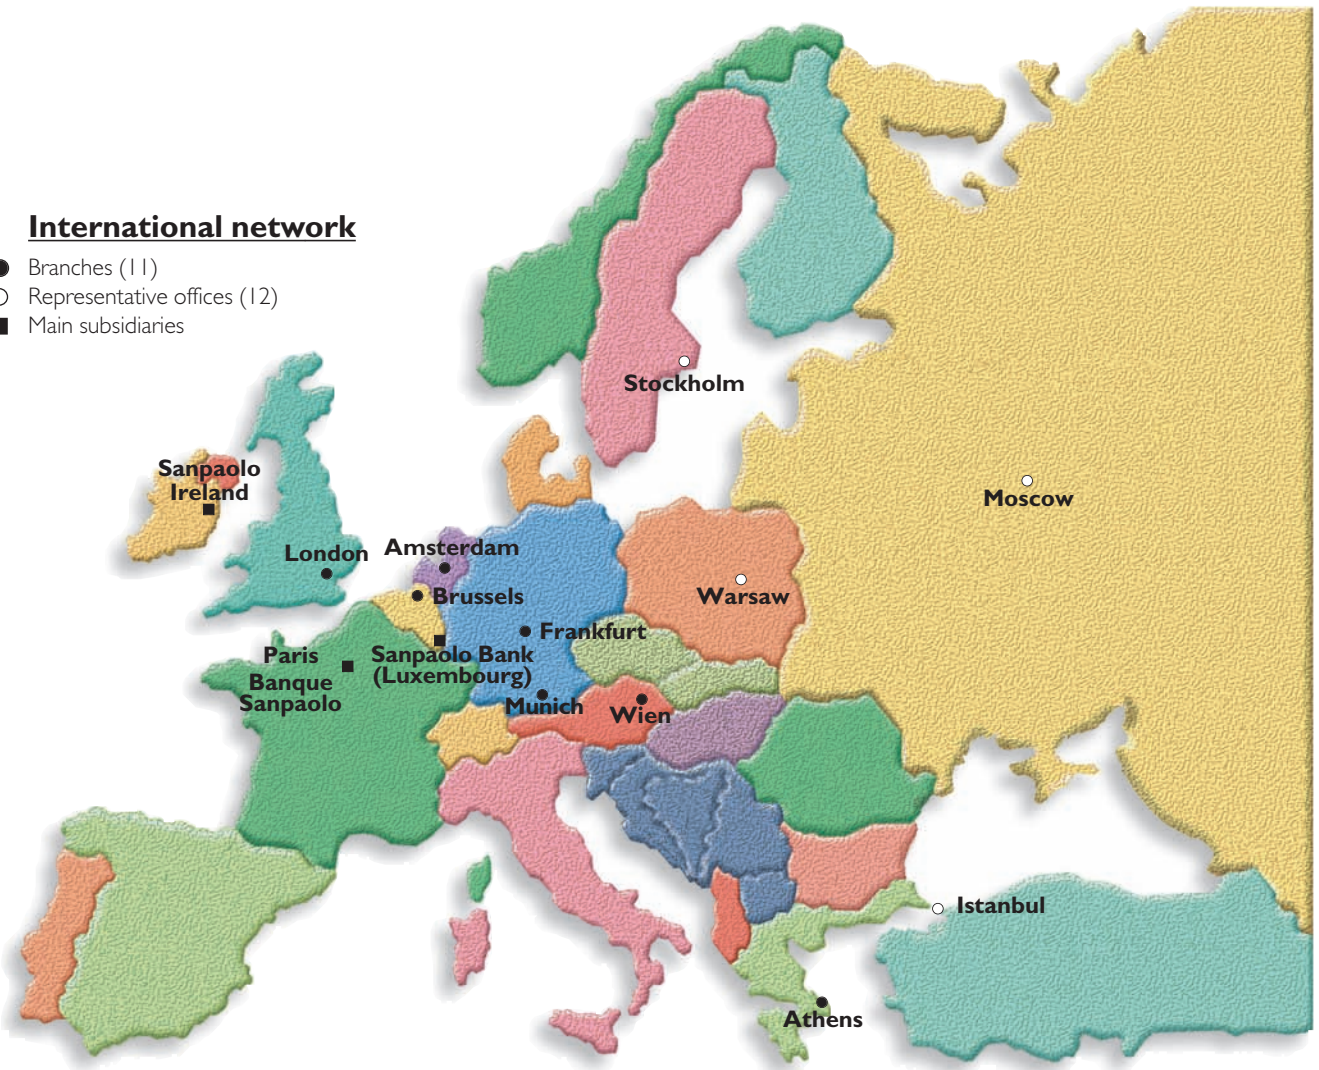 International network
Branches (11)
Representative offices (12)
Main subsidiaries
Stockholm
Sanpaolo
Ireland
Moscow
London
Amsterdam
Brussels
Warsaw
Frankfurt
Paris
Banque
Sanpaolo
Sanpaolo Bank
(Luxembourg)
Munich
Wien
Istanbul
Athens